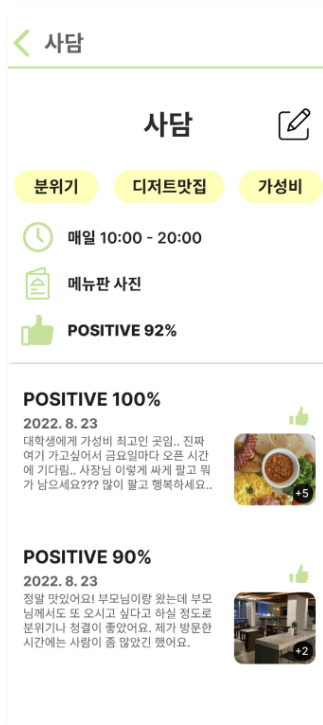 사담
사담
분위기 디저트맛집 가성비
매일 10:00 - 20:00
메뉴판 사진
POSITIVE 92%
POSITIVE 100%
2022. 8. 23
대학생에게 가성비 최고인 곳임.. 진짜
여기 가고싶어서 금요일마다 오픈 시간
에 기다림.. 사장님 이렇게 싸게 팔고 뭐
가 남으세요??? 많이 팔고 행복하세요..
+5
POSITIVE 90%
2022. 8. 23
정말 맛있어요! 부모님이랑 왔는데 부모
님께서도 또 오시고 싶다고 하실 정도로
분위기나 청결이 좋았어요. 제가 방문한
시간에는 사람이 좀 많았긴 했어요.
+2